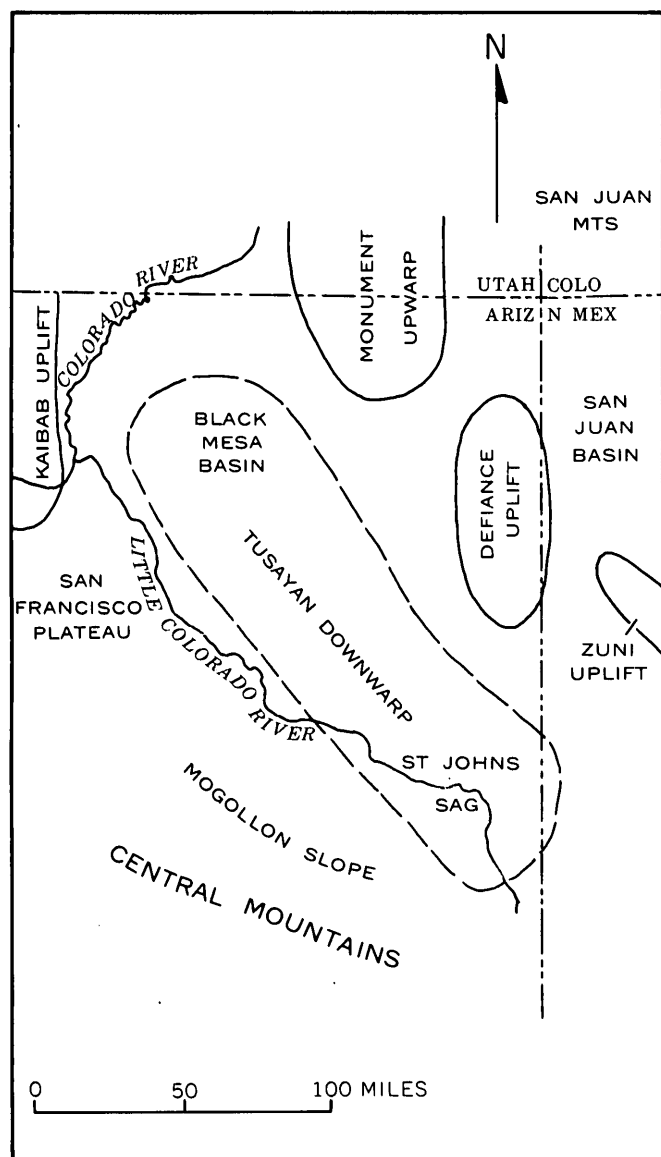 N
SAN JUAN
MTS
COLORADO RIVER
MONUMENT
UPWARP
UTAH COLO
ARIZ N MEX
KAIBAB UPLIFT
BLACK
MESA
BASIN
SAN
JUAN
BASIN
DEFIANCE
UPLIFT
TUSAYAN DOWNWARP
LITTLE COLORADO RIVER
SAN
FRANCISCO
PLATEAU
ZUNI
UPLIFT
ST JOHNS
SAG
MOGOLLON SLOPE
CENTRAL MOUNTAINS
0 50 100 MILES